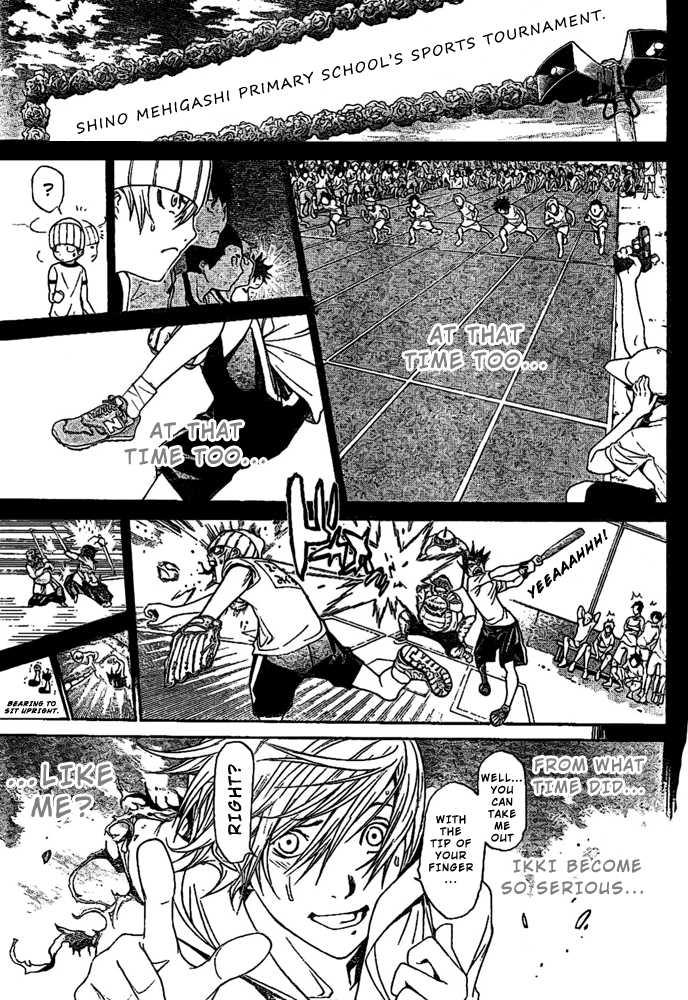 SHINO MEHIGASHI PRIMARY SCHOOL'S SPORTS TOURNAMENT.
?
AT THAT
TIME TOO...
AT THAT
TIME TOO...
N
YEEAAAHHH!
BEARING TO
SIT UPRIGHT.
FROM WHAT
TIME DID...
WELL...
YOU
CAN
TAKE
ME OUT
WITH
THE
TIP OF
YOUR
FINGER
...
RIGHT?
...LIKE
ME?
IKKI BECOME
SO SERIOUS...